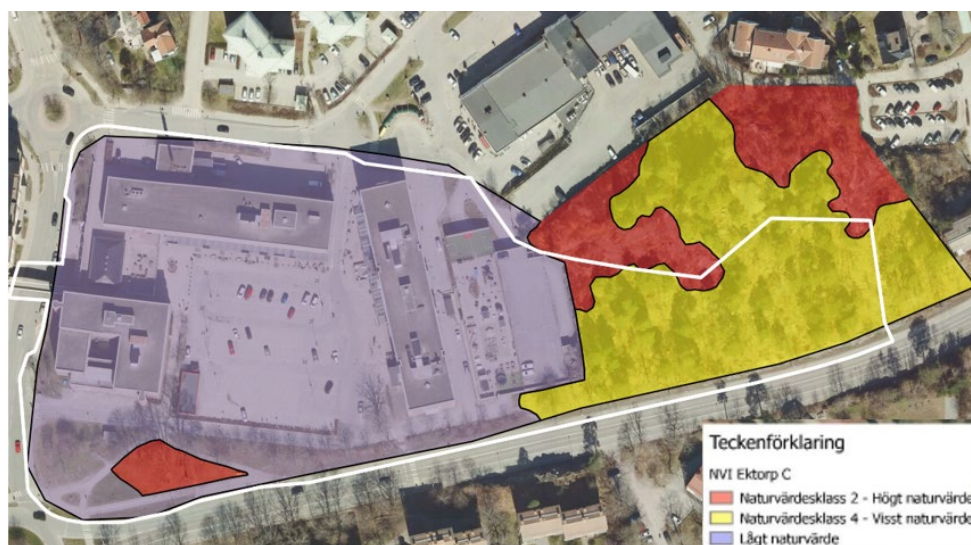 Teckenförklaring
NVI Ektorp C
Naturvärdesklass 2 - Högt naturvärde
Naturvärdesklass 4 - Visst naturvärde
Lågt naturvärde